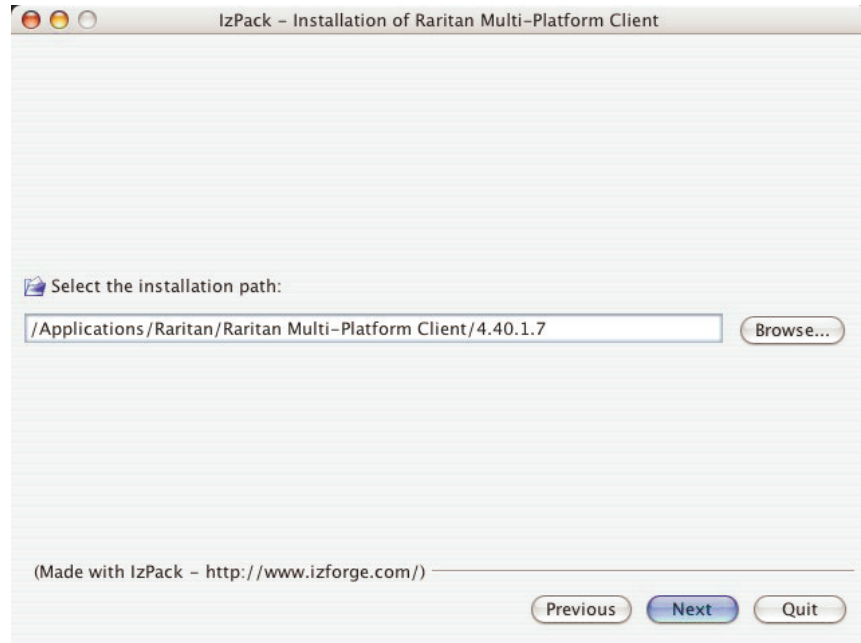 IzPack – Installation of Raritan Multi–Platform Client
Select the installation path:
/Applications/Raritan/Raritan Multi–Platform Client/4.40.1.7
Browse...
(Made with IzPack – http://www.izforge.com/)
Previous Next Quit